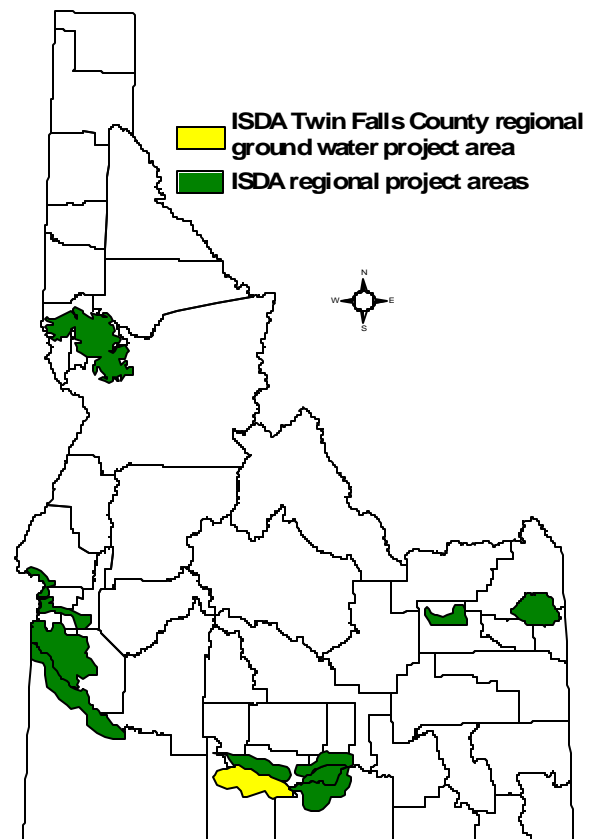 ISDA Twin Falls County regional
ground water project area
ISDA regional project areas
N
W E
S